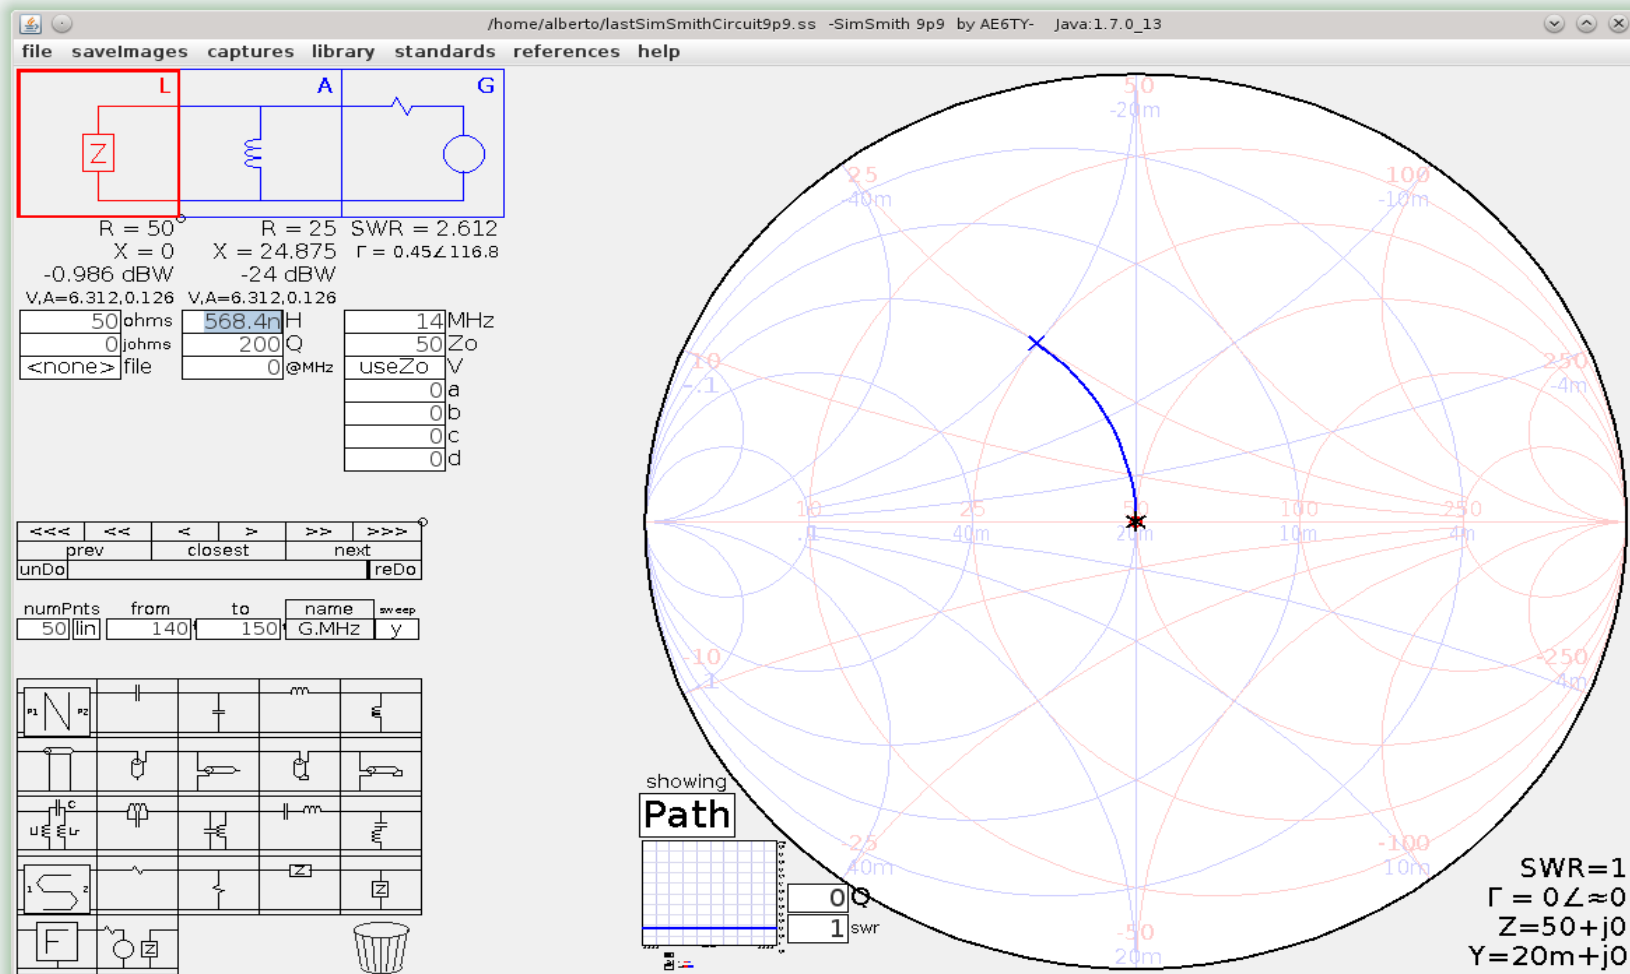 /home/alberto/lastSimSmithCircuit9p9.ss -SimSmith 9p9 by AE6TY- Java:1.7.0_13
file saveImages captures library standards references help
L A G
Z
R = 50 R = 25 SWR = 2.612
X = 0 X = 24.875 Γ = 0.45∠116.8
-0.986 dBW -24 dBW
V,A=6.312,0.126 V,A=6.312,0.126
50 ohms 568.4n H 14 MHz
0 johms 200 Q 50 Zo
<none> file 0 @MHz useZo V
0 a
0 b
0 c
0 d
<<< << < > >> >>>
prev closest next
unDo reDo
numPnts from to name sweep
50 lin 140 150 G.MHz y
P1 N P2
C
Lr
1 S 2 Z Z
F Z
50
-20m
25 100
-40m -10m
10 250
-.1 -4m
10 25 50 100 250
.1 40m 20m 10m 4m
-10 -250
.1 4m
-25 -100
40m 10m
-50
20m
showing
Path
0 Q
1 swr
SWR=1
Γ = 0∠≈0
Z=50+j0
Y=20m+j0